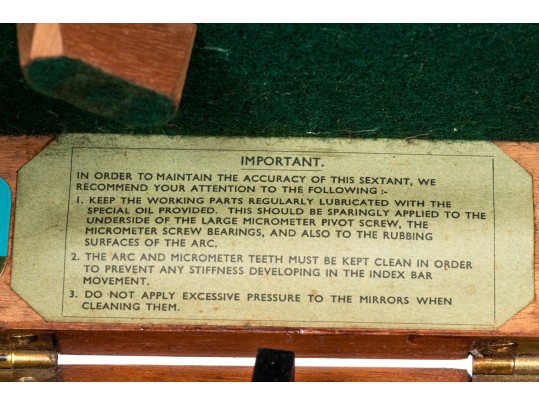 IMPORTANT.
IN ORDER TO MAINTAIN THE ACCURACY OF THIS SEXTANT, WE
RECOMMEND YOUR ATTENTION TO THE FOLLOWING :-
1. KEEP THE WORKING PARTS REGULARLY LUBRICATED WITH THE
SPECIAL OIL PROVIDED. THIS SHOULD BE SPARINGLY APPLIED TO THE
UNDERSIDE OF THE LARGE MICROMETER PIVOT SCREW, THE
MICROMETER SCREW BEARINGS, AND ALSO TO THE RUBBING
SURFACES OF THE ARC.
2. THE ARC AND MICROMETER TEETH MUST BE KEPT CLEAN IN ORDER
TO PREVENT ANY STIFFNESS DEVELOPING IN THE INDEX BAR
MOVEMENT.
3. DO NOT APPLY EXCESSIVE PRESSURE TO THE MIRRORS WHEN
CLEANING THEM.